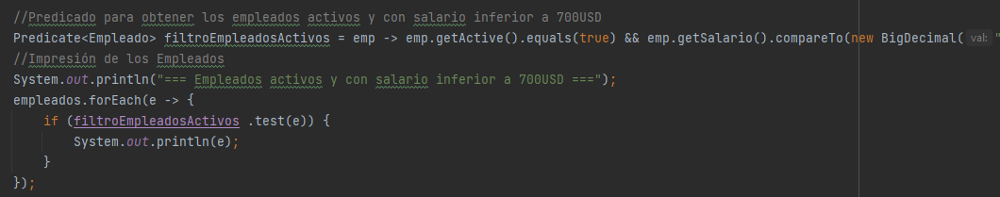 //Predicado para obtener los empleados activos y con salario inferior a 700USD
Predicate<Empleado> filtroEmpleadosActivos = emp -> emp.getActive().equals(true) && emp.getSalario().compareTo(new BigDecimal( val: "
//Impresión de los Empleados
System.out.println("=== Empleados activos y con salario inferior a 700USD ===");
empleados.forEach(e -> {
    if (filtroEmpleadosActivos .test(e)) {
        System.out.println(e);
    }
});